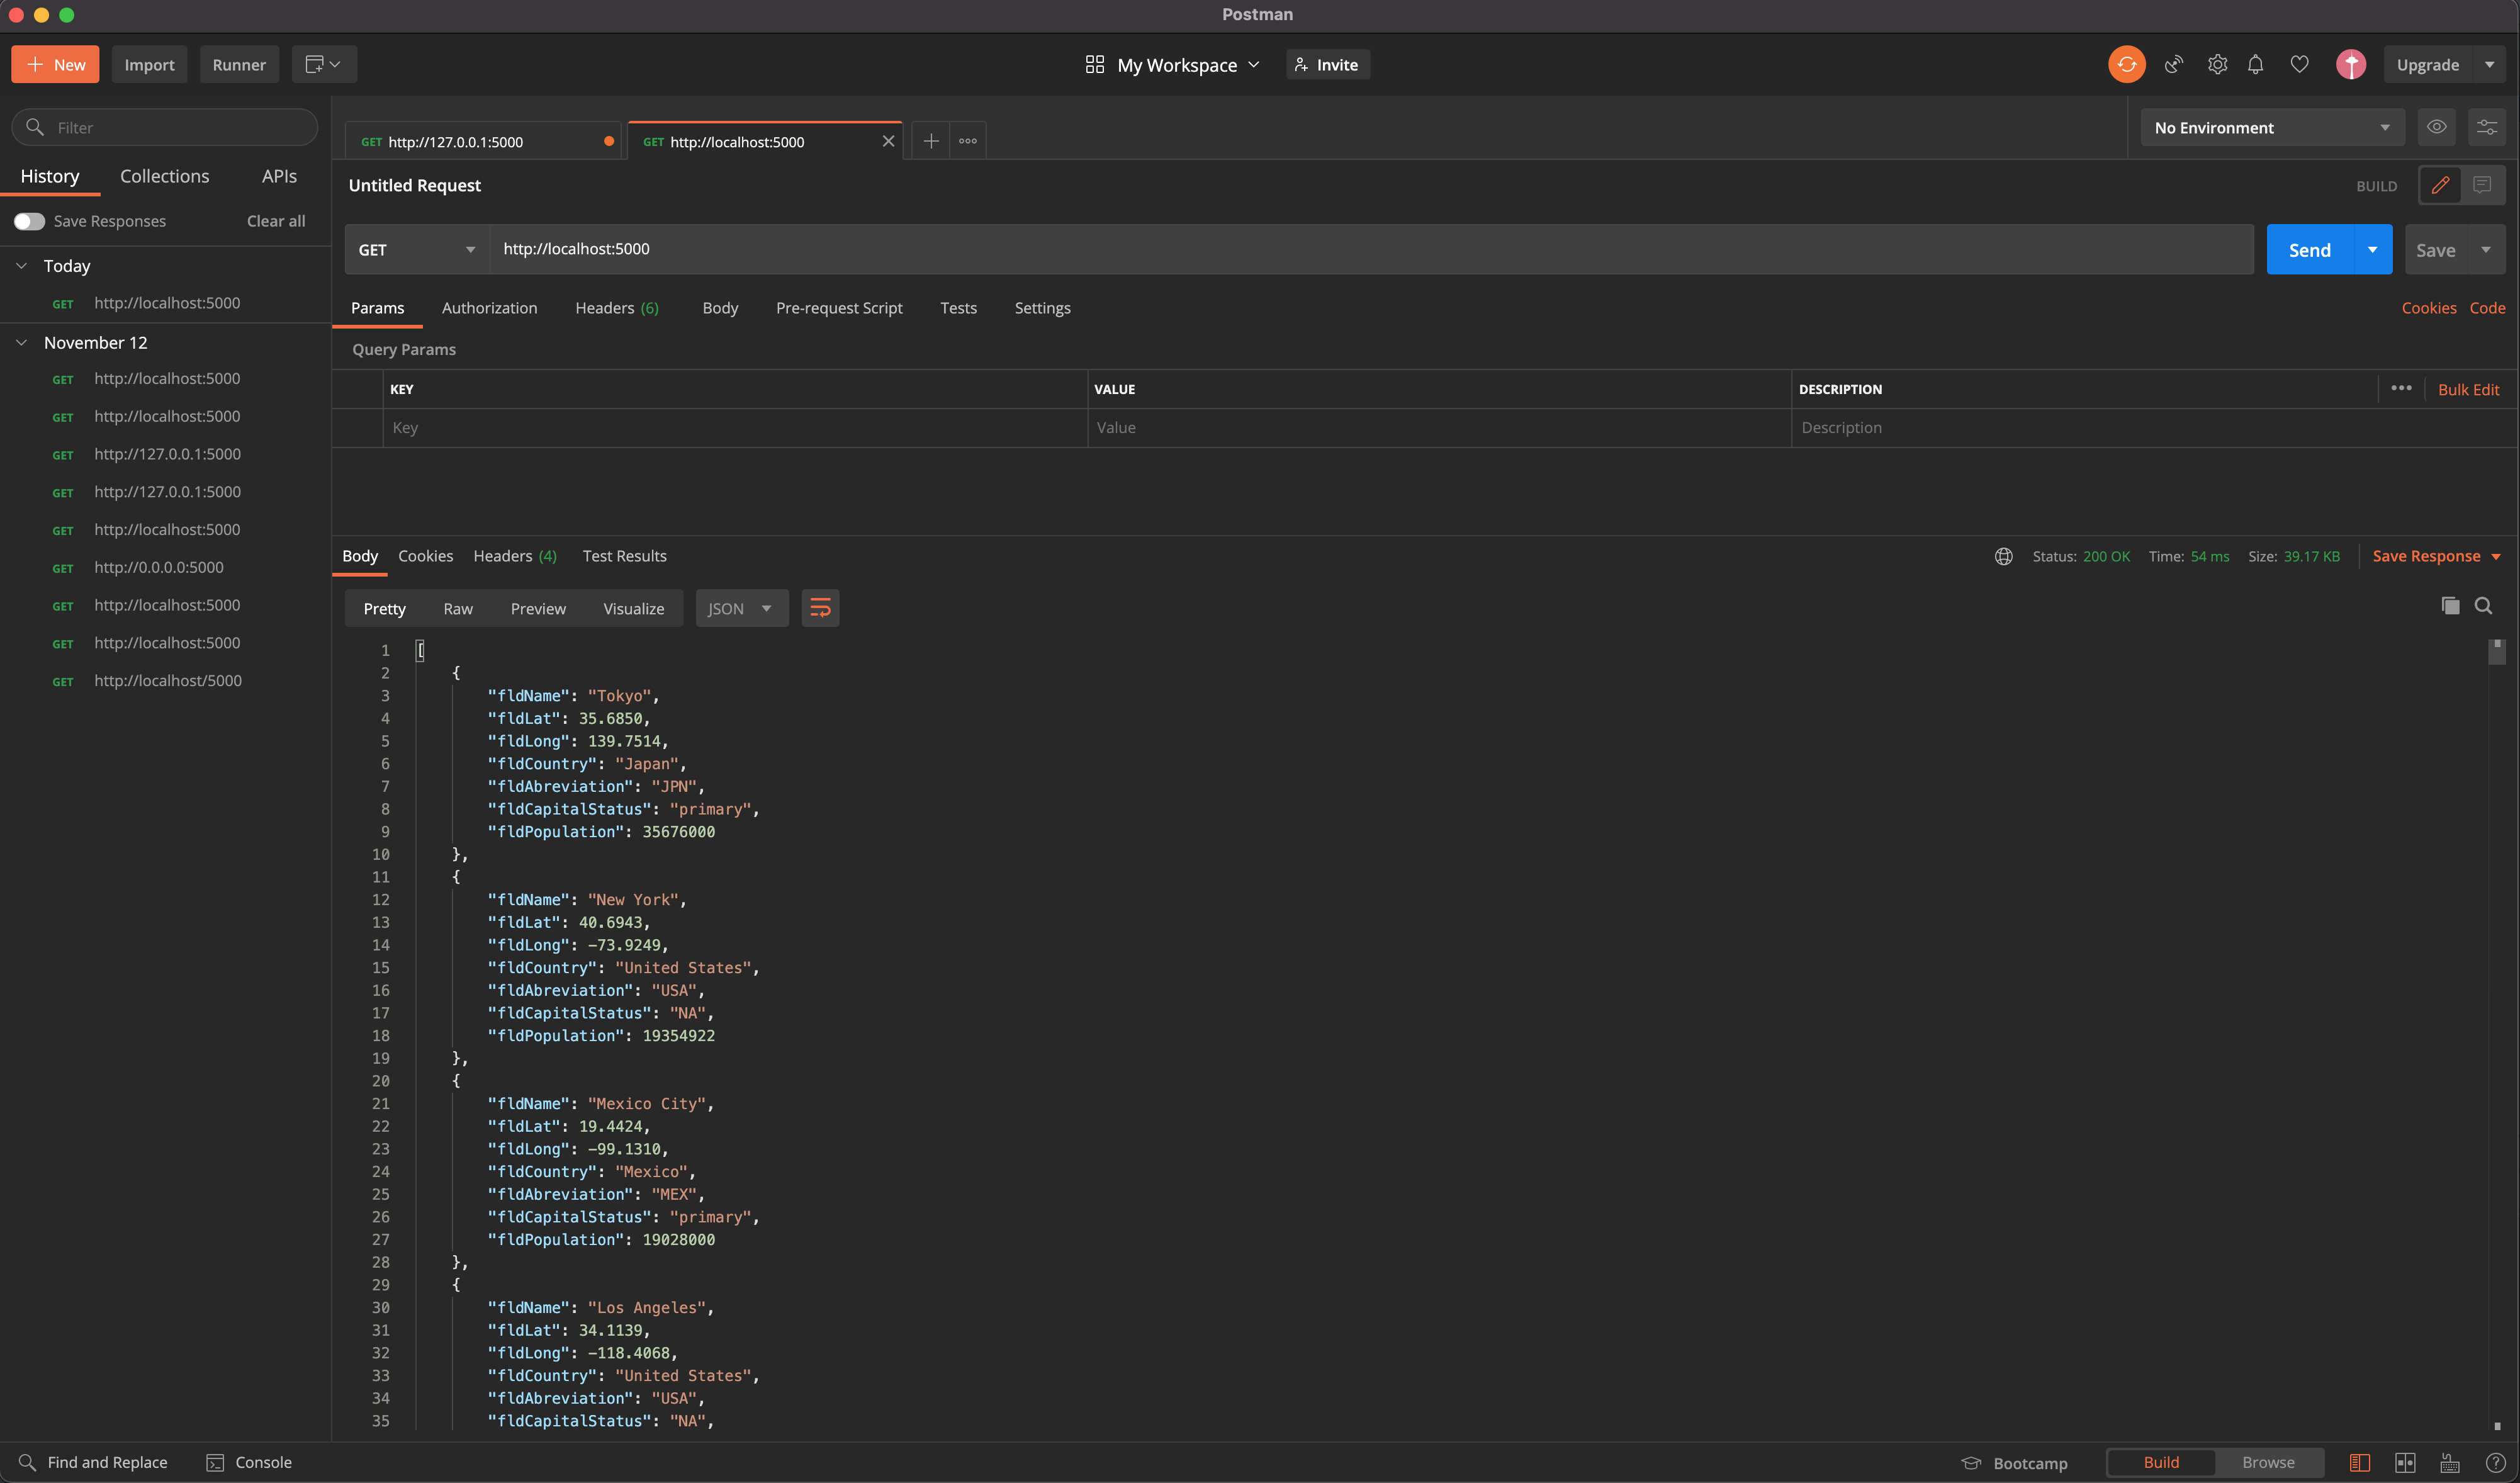 Postman
New Import Runner My Workspace Invite Upgrade
Filter
History Collections APIs
Save Responses Clear all
Today
GET http://localhost:5000
November 12
GET http://localhost:5000
GET http://localhost:5000
GET http://127.0.0.1:5000
GET http://127.0.0.1:5000
GET http://localhost:5000
GET http://0.0.0.0:5000
GET http://localhost:5000
GET http://localhost:5000
GET http://localhost/5000
GET http://127.0.0.1:5000 GET http://localhost:5000 No Environment
Untitled Request BUILD
GET http://localhost:5000 Send Save
Params Authorization Headers (6) Body Pre-request Script Tests Settings Cookies Code
Query Params
KEY VALUE DESCRIPTION Bulk Edit
Key Value Description
Body Cookies Headers (4) Test Results Status: 200 OK Time: 54 ms Size: 39.17 KB Save Response
Pretty Raw Preview Visualize JSON
1 [
2 {
3 "fldName": "Tokyo",
4 "fldLat": 35.6850,
5 "fldLong": 139.7514,
6 "fldCountry": "Japan",
7 "fldAbreviation": "JPN",
8 "fldCapitalStatus": "primary",
9 "fldPopulation": 35676000
10 },
11 {
12 "fldName": "New York",
13 "fldLat": 40.6943,
14 "fldLong": -73.9249,
15 "fldCountry": "United States",
16 "fldAbreviation": "USA",
17 "fldCapitalStatus": "NA",
18 "fldPopulation": 19354922
19 },
20 {
21 "fldName": "Mexico City",
22 "fldLat": 19.4424,
23 "fldLong": -99.1310,
24 "fldCountry": "Mexico",
25 "fldAbreviation": "MEX",
26 "fldCapitalStatus": "primary",
27 "fldPopulation": 19028000
28 },
29 {
30 "fldName": "Los Angeles",
31 "fldLat": 34.1139,
32 "fldLong": -118.4068,
33 "fldCountry": "United States",
34 "fldAbreviation": "USA",
35 "fldCapitalStatus": "NA",
Find and Replace Console Bootcamp Build Browse